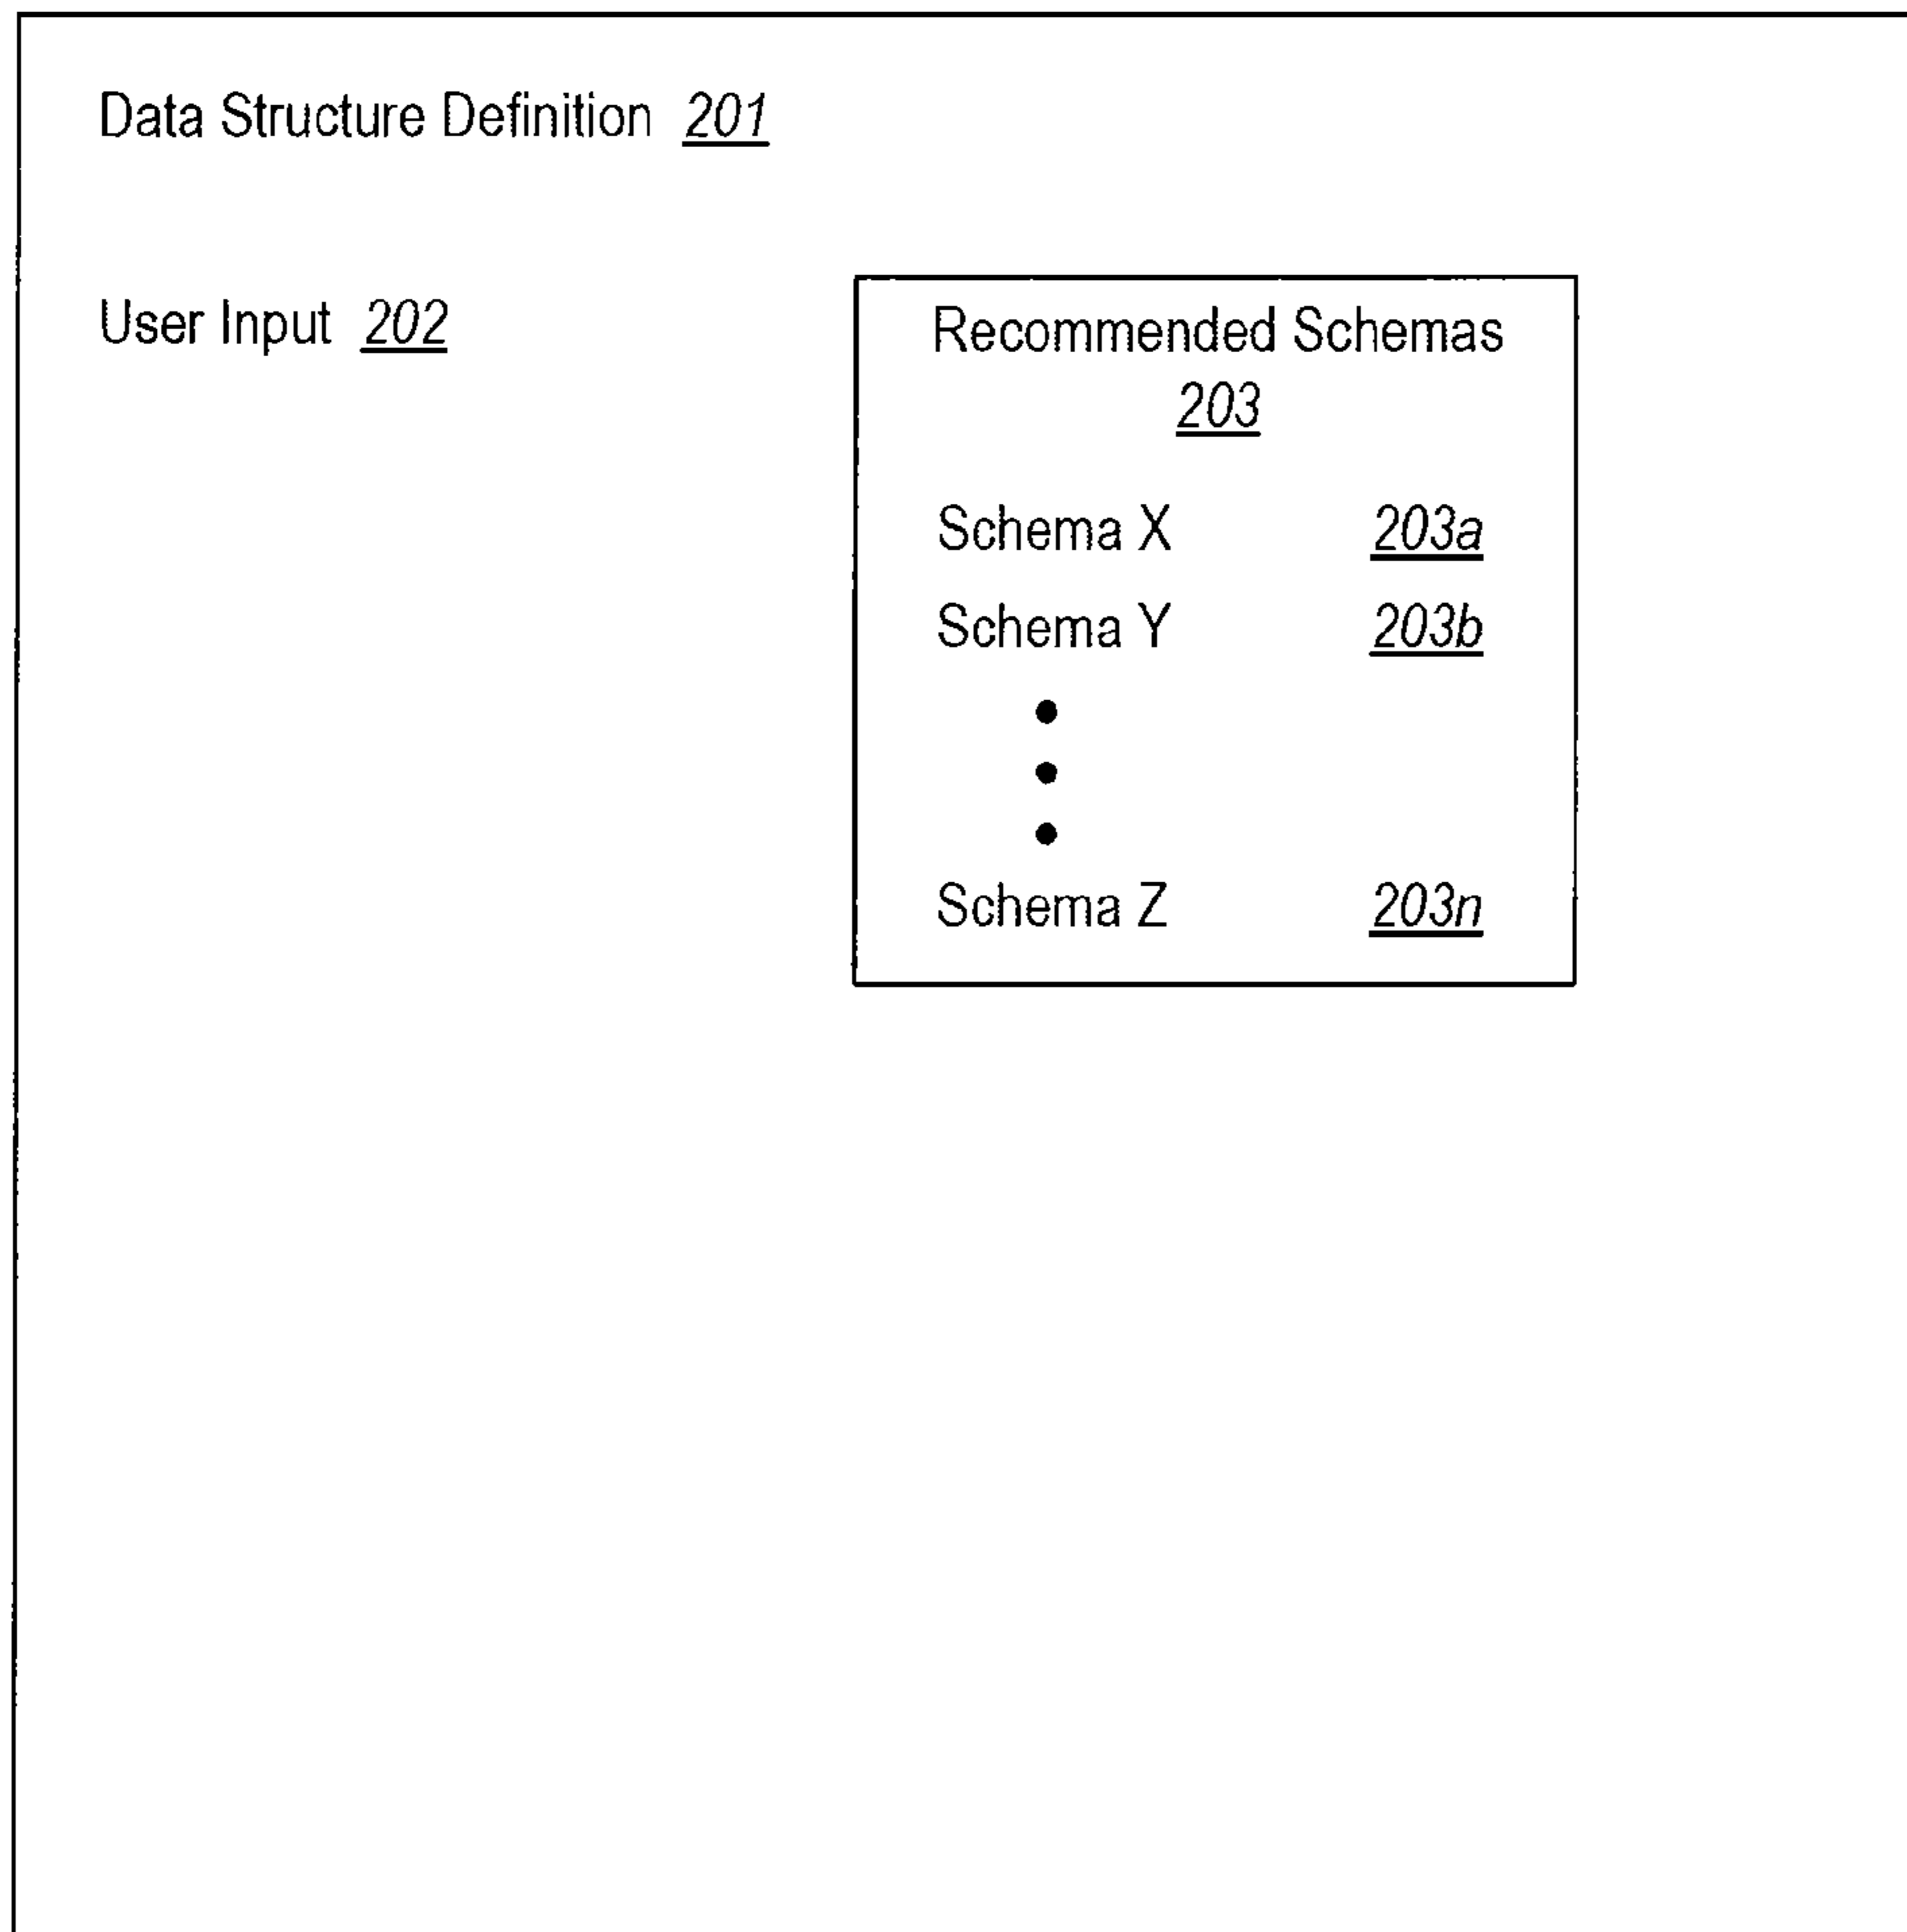 Data Structure Definition 201
User Input 202
Recommended Schemas
203
Schema X 203a
Schema Y 203b
Schema Z 203n